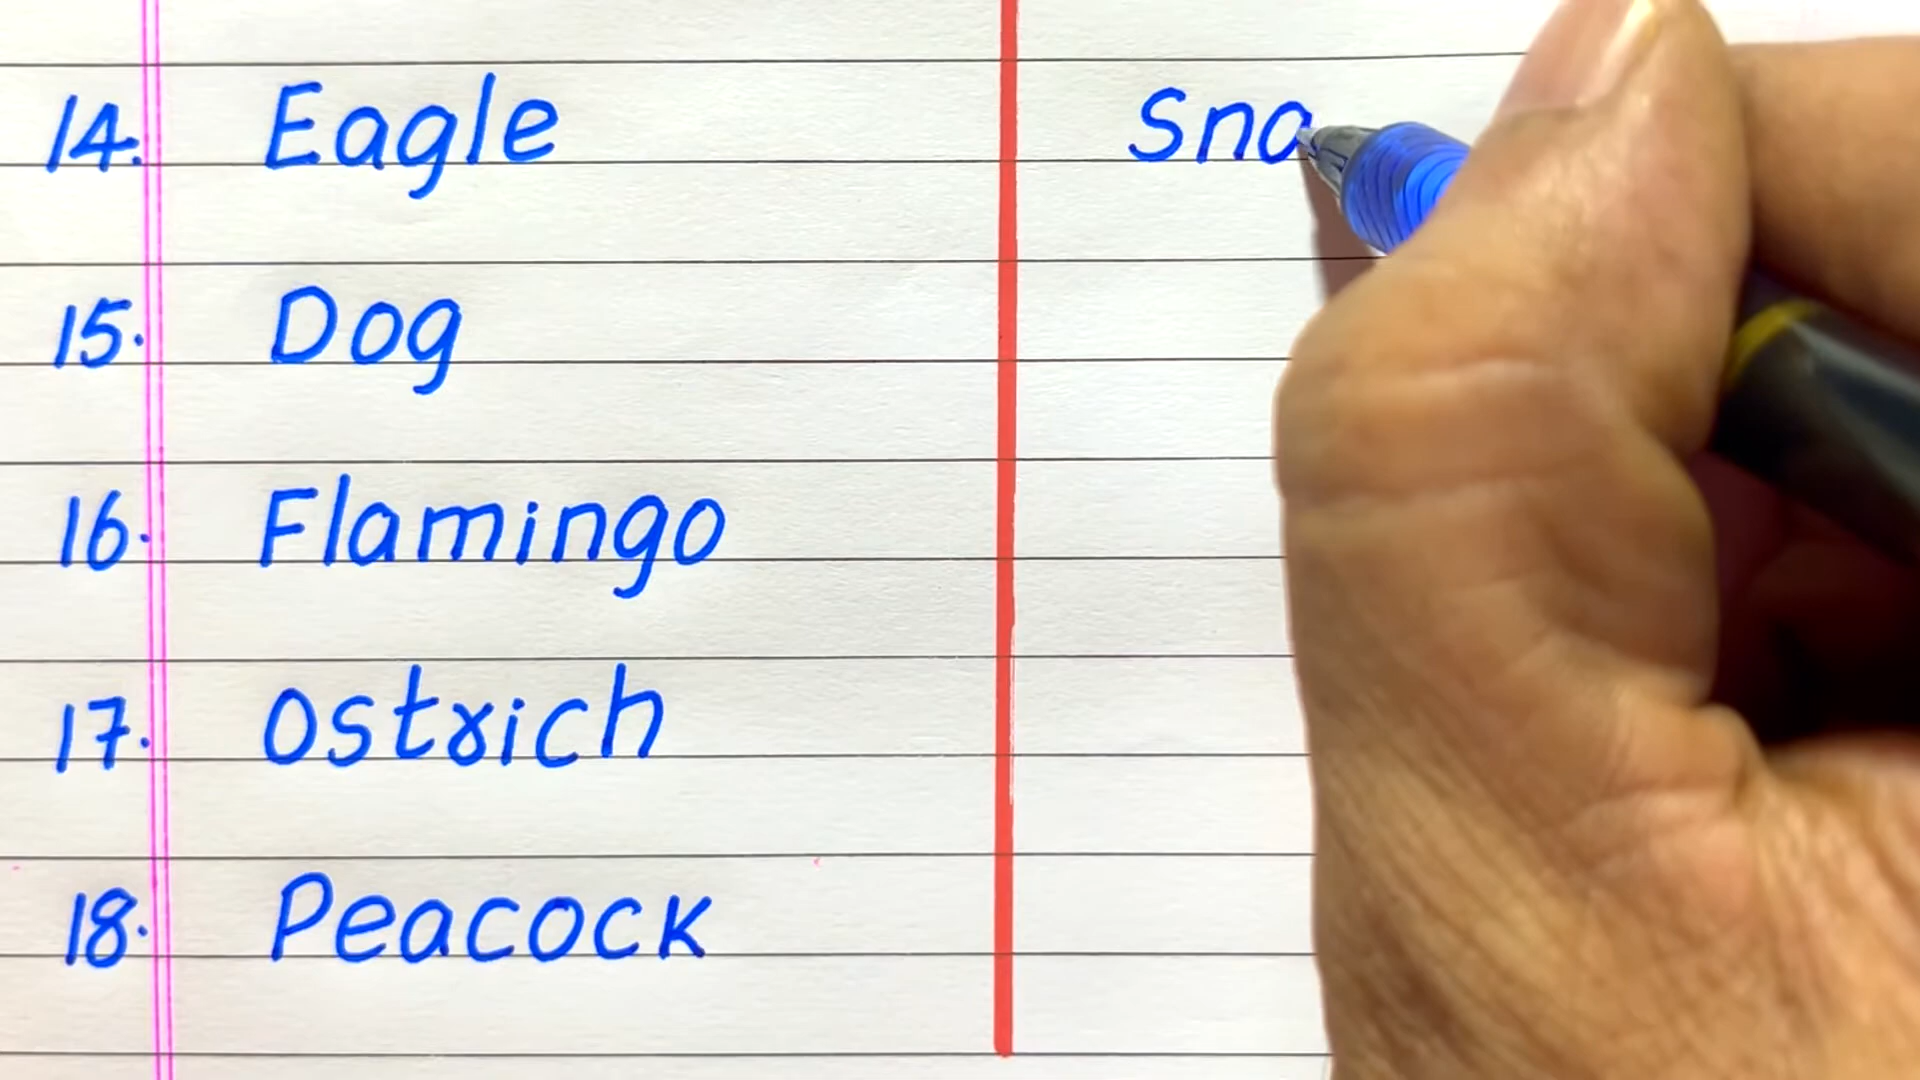 14. Eagle Sna
15. Dog
16. Flamingo
17. Ostrich
18. Peacock